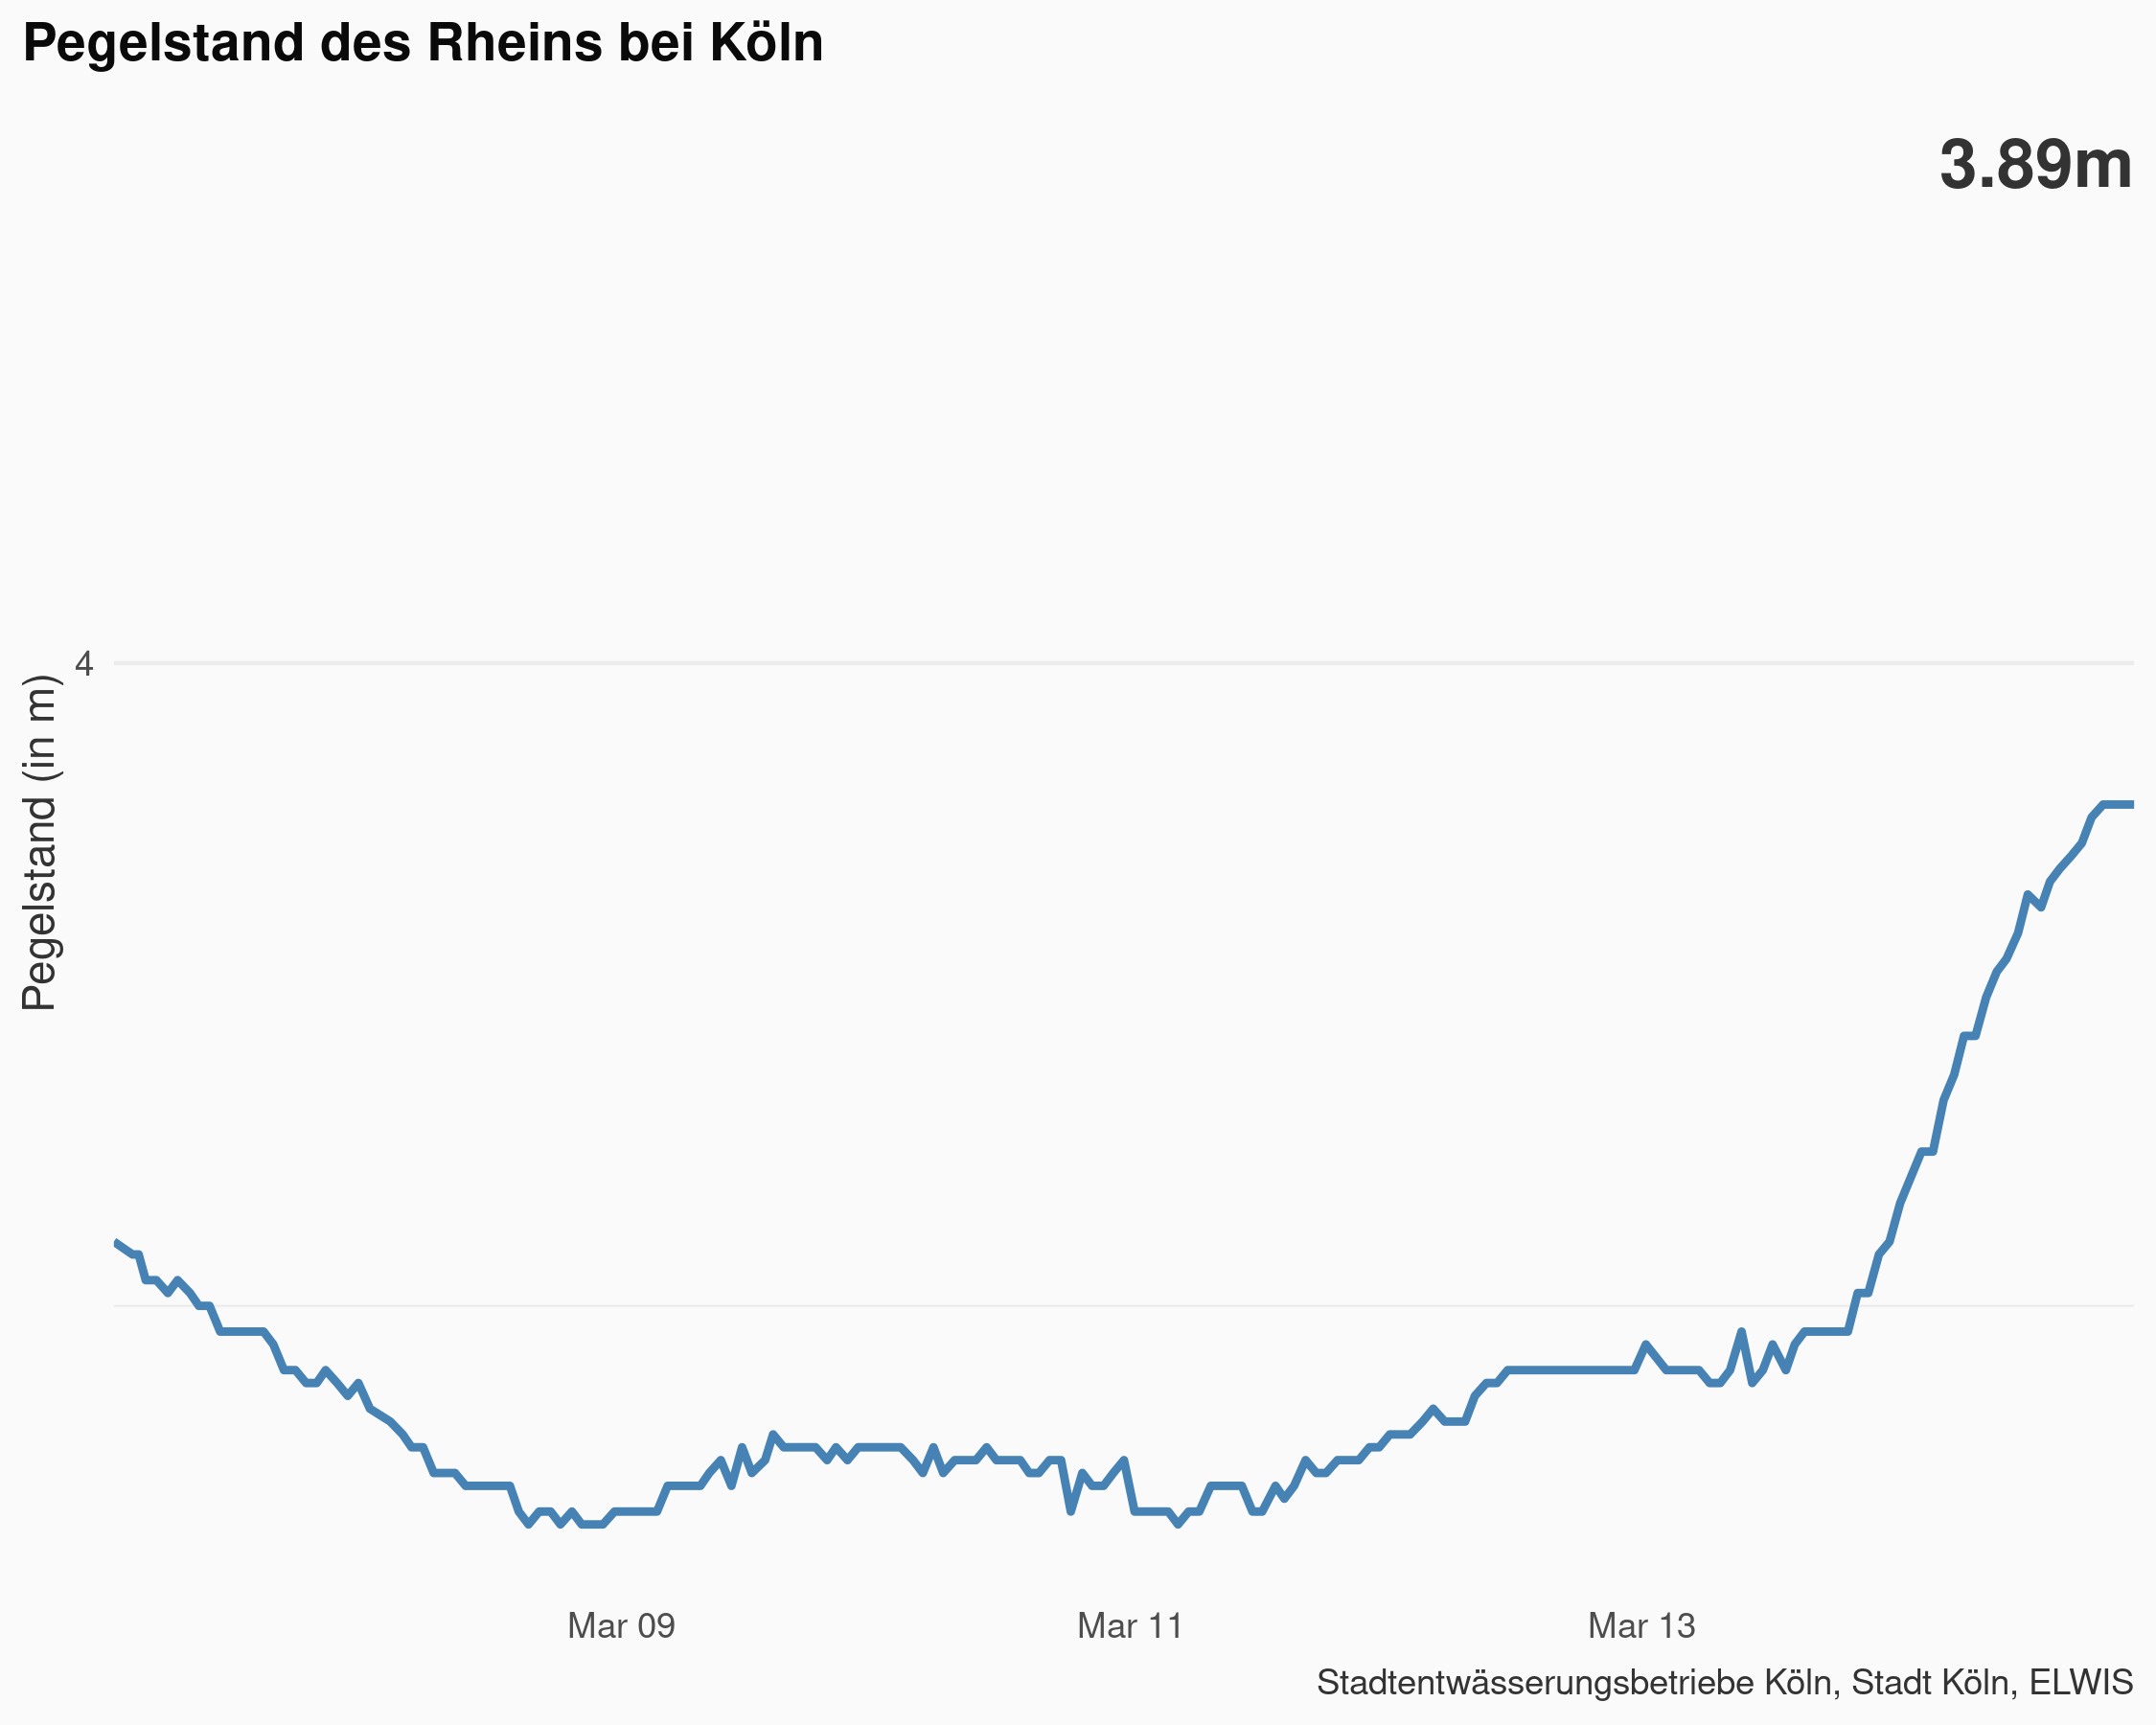 Pegelstand des Rheins bei Köln
3.89m
Pegelstand (in m)
4
Mar 09
Mar 11
Mar 13
Stadtentwässerungsbetriebe Köln, Stadt Köln, ELWIS